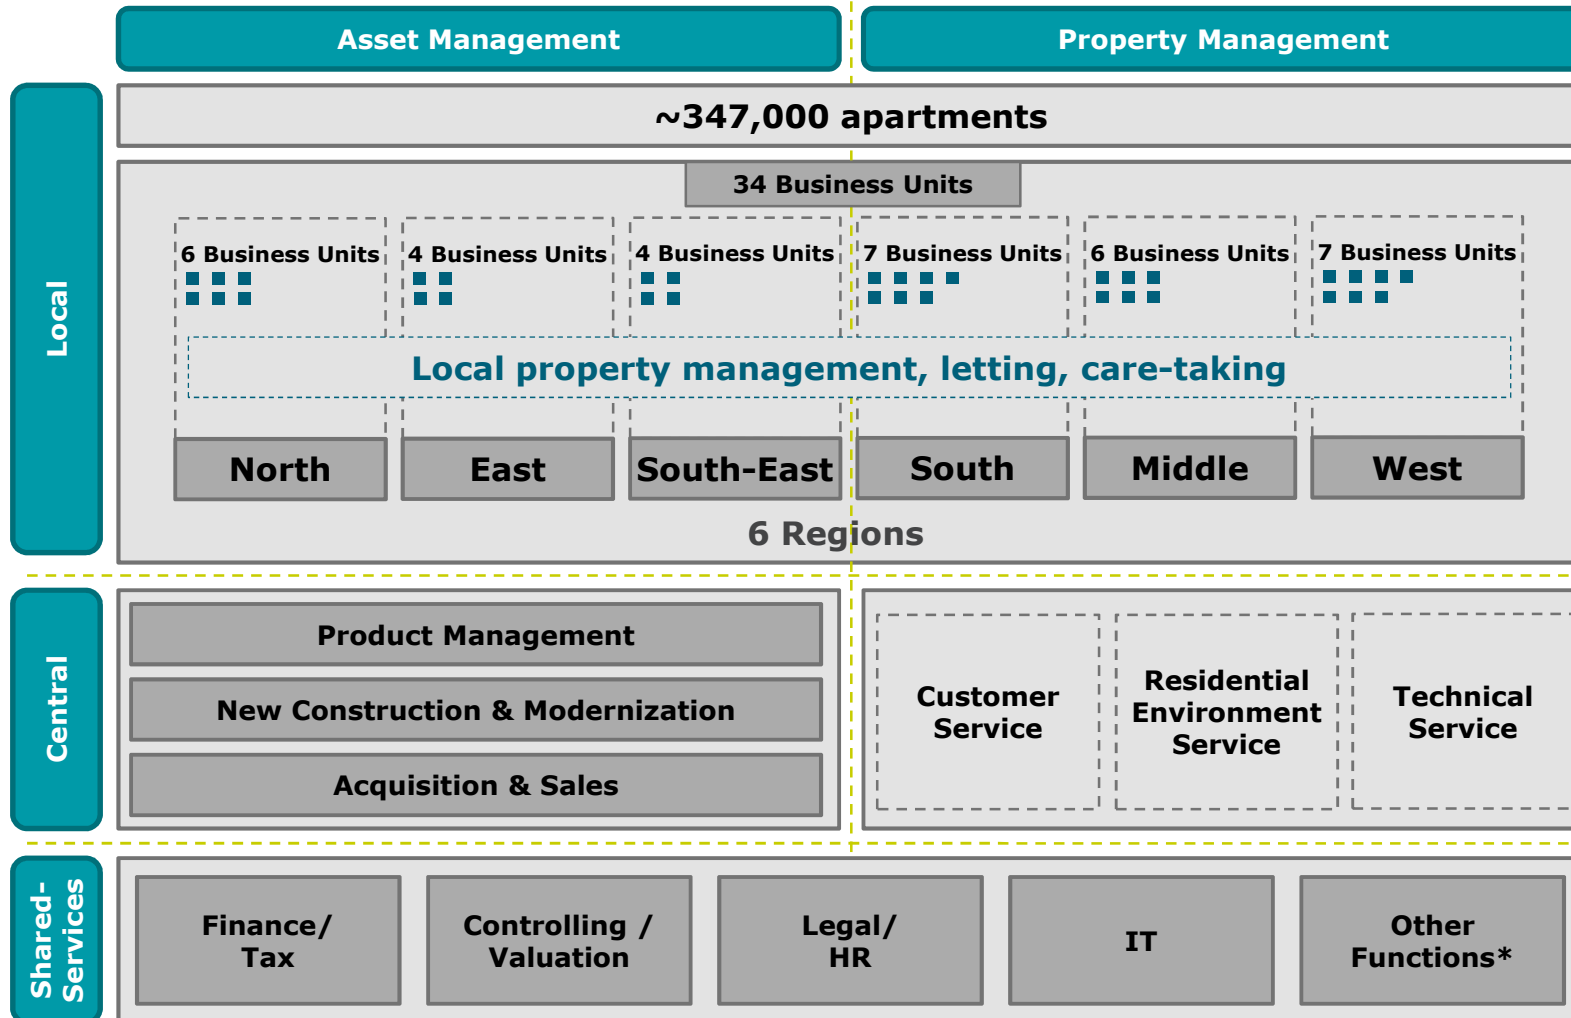 Asset Management
Property Management
Local
~347,000 apartments
34 Business Units
6 Business Units
4 Business Units
4 Business Units
7 Business Units
6 Business Units
7 Business Units
Local property management, letting, care-taking
North
East
South-East
South
Middle
West
6 Regions
Central
Product Management
New Construction & Modernization
Acquisition & Sales
Customer
Service
Residential
Environment
Service
Technical
Service
Shared-
Services
Finance/
Tax
Controlling /
Valuation
Legal/
HR
IT
Other
Functions*